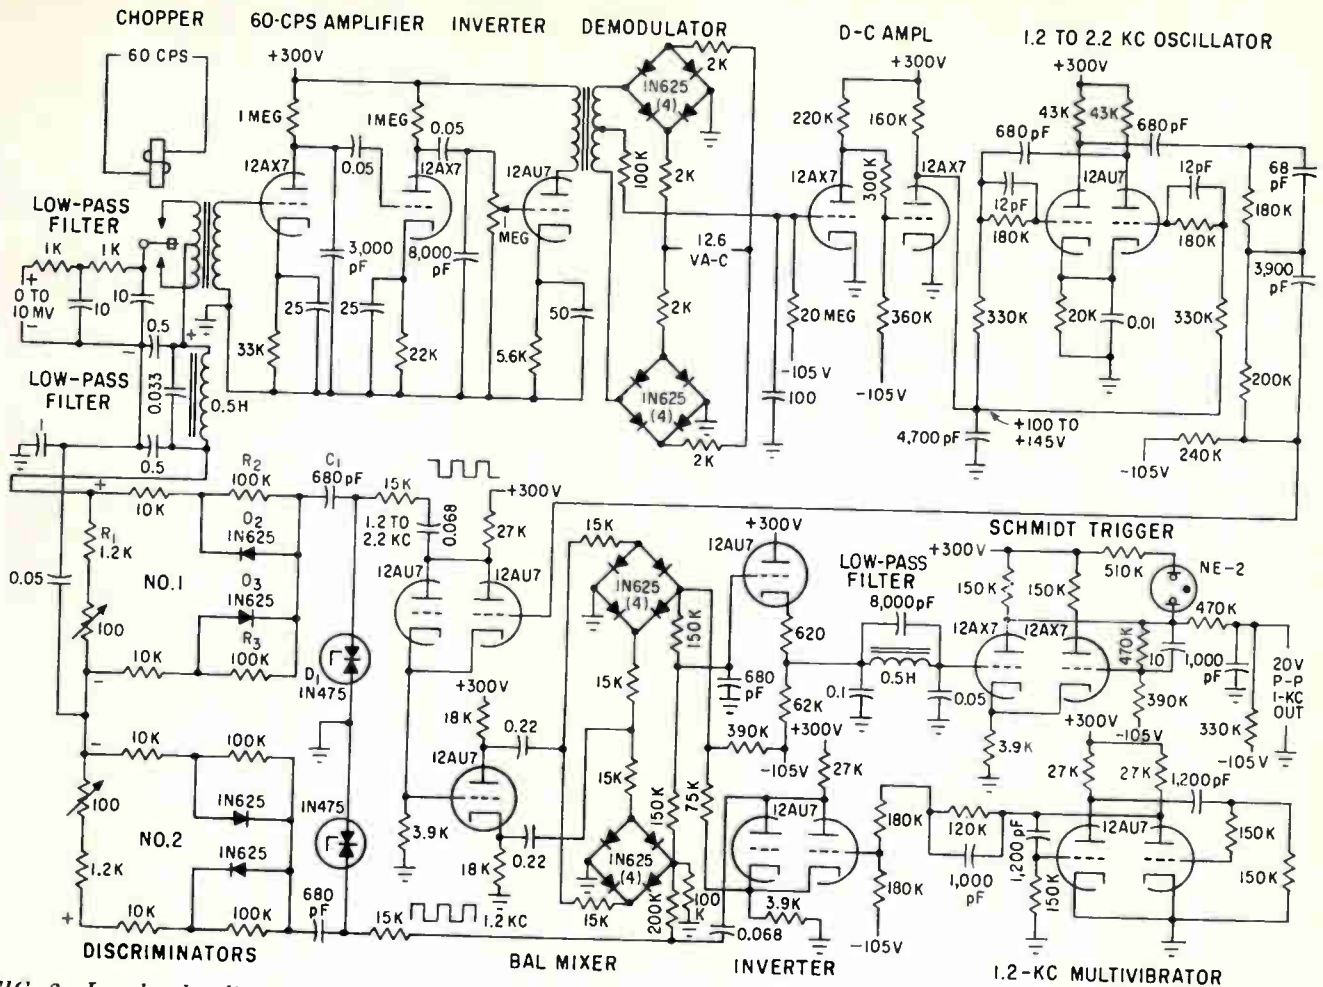 CHOPPER
60-CPS AMPLIFIER
INVERTER
DEMODULATOR
D-C AMPL
1.2 TO 2.2 KC OSCILLATOR
60 CPS
+300V
2K
+300V
+300V
1N625
(4)
1 MEG
1 MEG
0.05
220K
160K
43K
43K
680 pF
680 pF
12AX7
0.05
12AX7
12AU7
100K
2K
12AX7
300K
12AX7
12pF
12AU7
12pF
68
pF
LOW-PASS
FILTER
1K
1K
1
MEG
180K
180K
180K
3,000
pF
8,000
pF
12.6
VA-C
3,900
pF
+
0 TO
10 MV
-
10
10
25
25
50
2K
20 MEG
360K
330K
20K
0.01
330K
0.5
+
-
33K
22K
5.6K
-105V
100
-105V
200K
LOW-PASS
FILTER
0.033
0.5H
1N625
(4)
+100 TO
+145V
4,700 pF
1
0.5
2K
-105V
240K
+
R2
100K
C1
680 pF
10K
15K
+300V
R1
1.2K
D2
1N625
1.2 TO
2.2 KC
0.068
27K
15K
+300V
12AU7
SCHMIDT TRIGGER
+300V
510K
NE-2
LOW-PASS
FILTER
8,000pF
0.05
NO.1
D3
1N625
12AU7
12AU7
1N625
(4)
150K
150K
150K
470K
100
R3
620
12AX7
12AX7
470K
10
1,000
pF
-
10K
100K
D1
1N475
15K
680
pF
0.5H
0.1
0.05
20V
P-P
1-KC
OUT
+300V
18K
0.22
62K
390K
390K
330K
-
10K
100K
12AU7
+300V
-105V
3.9K
-105V
+300V
-105V
100
1N625
1N475
15K
150K
75K
27K
27K
27K
1,200pF
12AU7
180K
120K
12AU7
150K
NO.2
1N625
3.9K
0.22
1N625
(4)
1,200pF
1.2K
18K
200K
100
K
180K
1,000
pF
150K
150K
+
10K
100K
680
pF
15K
1.2 KC
15K
3.9K
0.068
-105V
DISCRIMINATORS
BAL MIXER
INVERTER
1.2-KC MULTIVIBRATOR